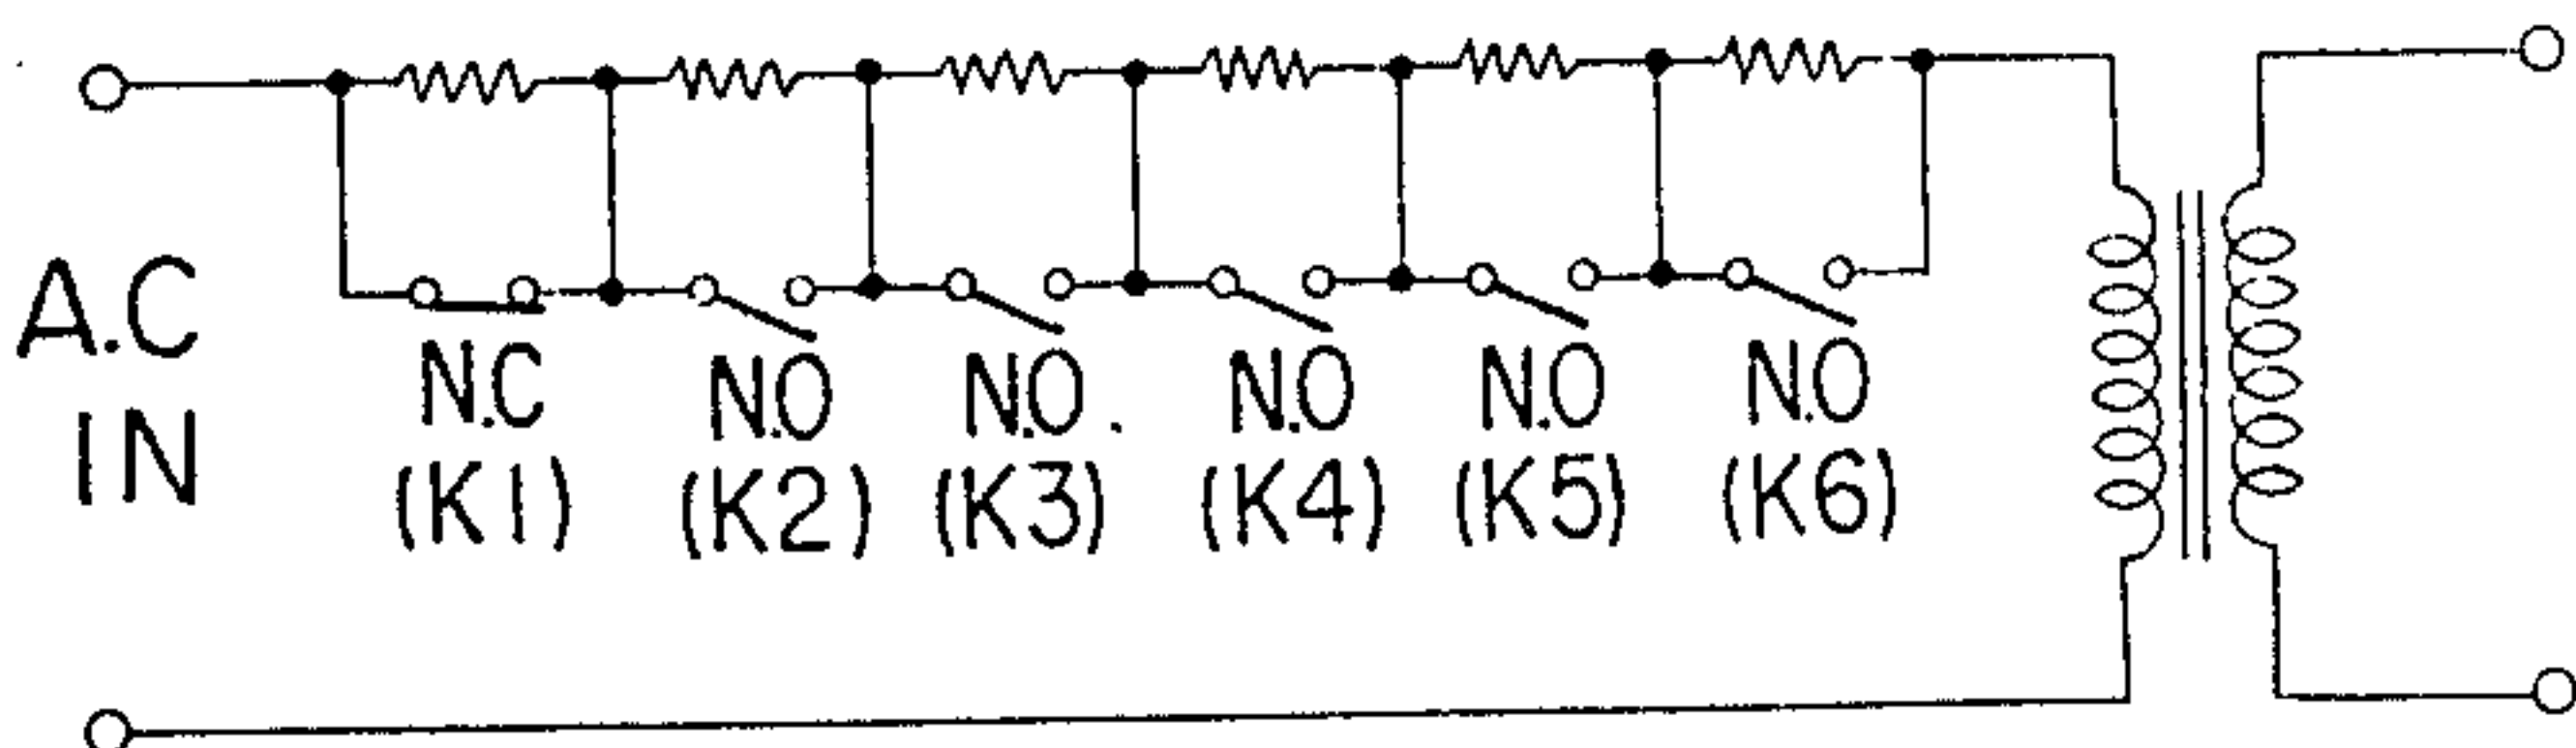 A.C
IN
N.C
(K1)
N.O
(K2)
N.O.
(K3)
N.O
(K4)
N.O
(K5)
N.O
(K6)